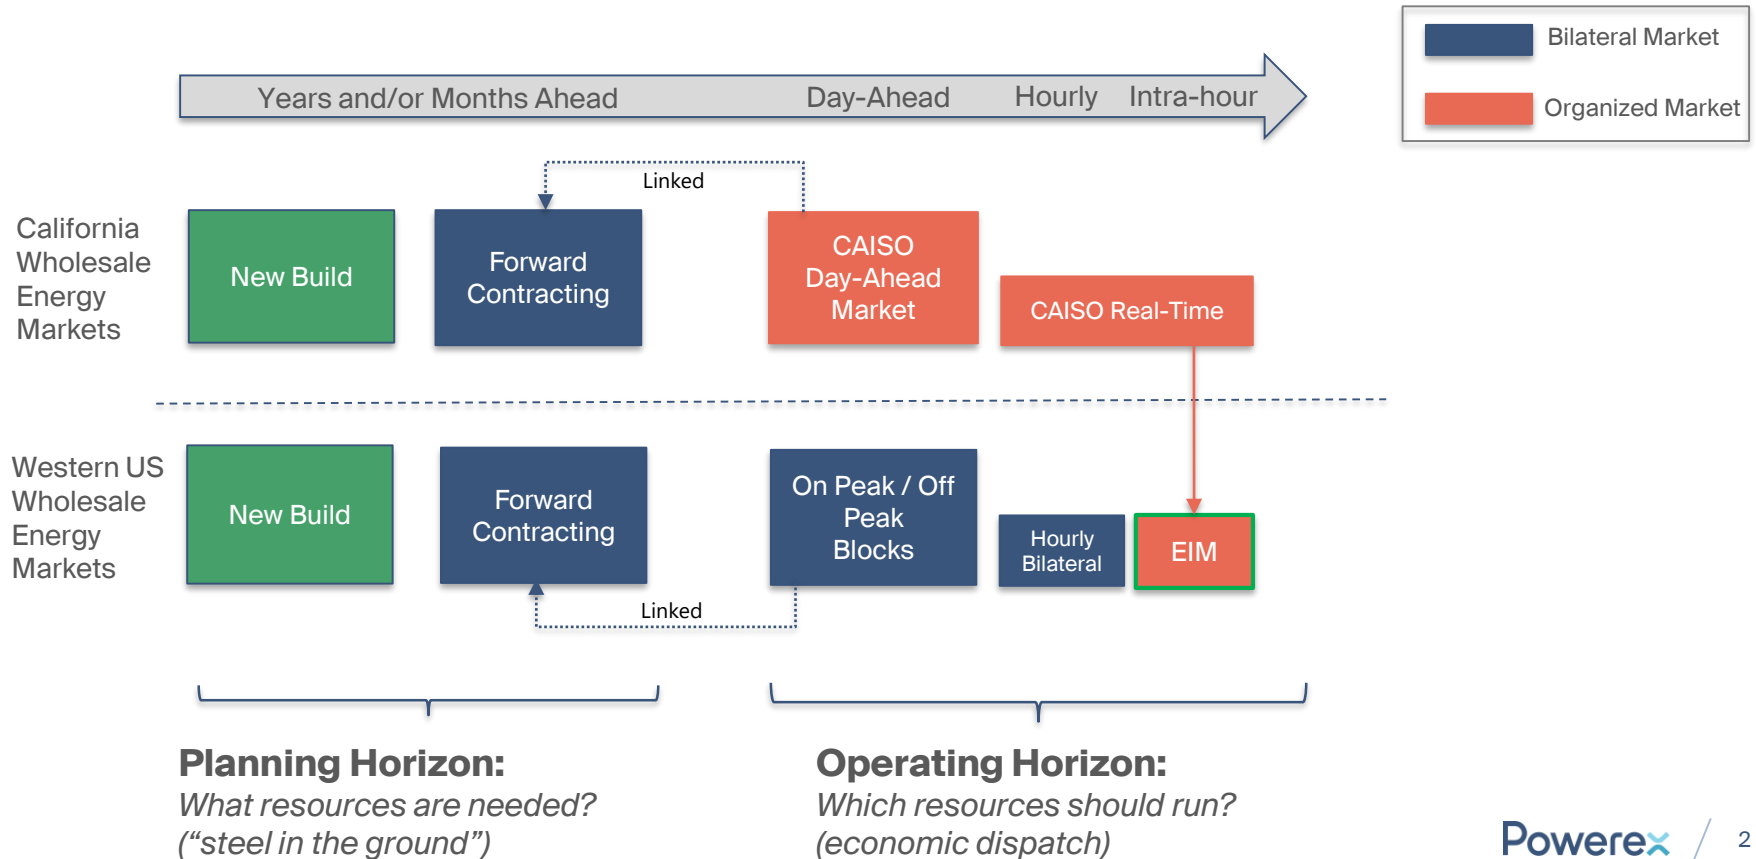 Bilateral Market
Organized Market
Years and/or Months Ahead
Day-Ahead
Hourly
Intra-hour
Linked
California
Wholesale
Energy
Markets
New Build
Forward
Contracting
CAISO
Day-Ahead
Market
CAISO Real-Time
Western US
Wholesale
Energy
Markets
New Build
Forward
Contracting
On Peak / Off
Peak
Blocks
Hourly
Bilateral
EIM
Linked
Planning Horizon:
What resources are needed?
(“steel in the ground”)
Operating Horizon:
Which resources should run?
(economic dispatch)
Powerex
2